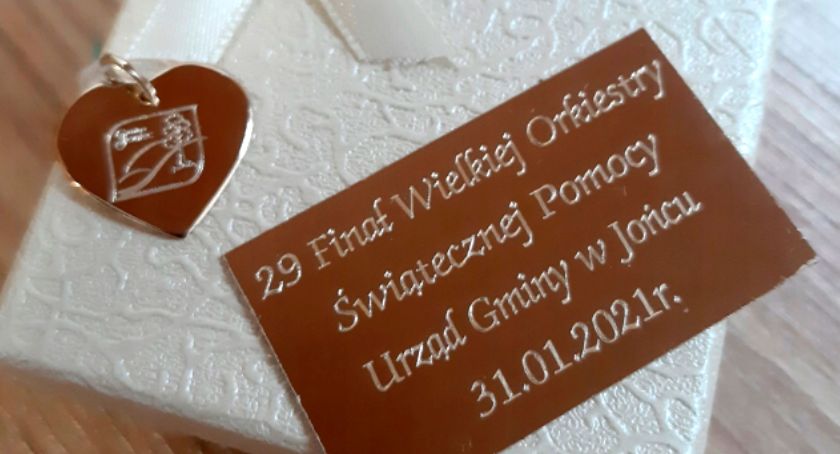 29 Finał Wielkiej Orkiestry
Świątecznej Pomocy
Urząd Gminy w Jońcu
31.01.2021r.